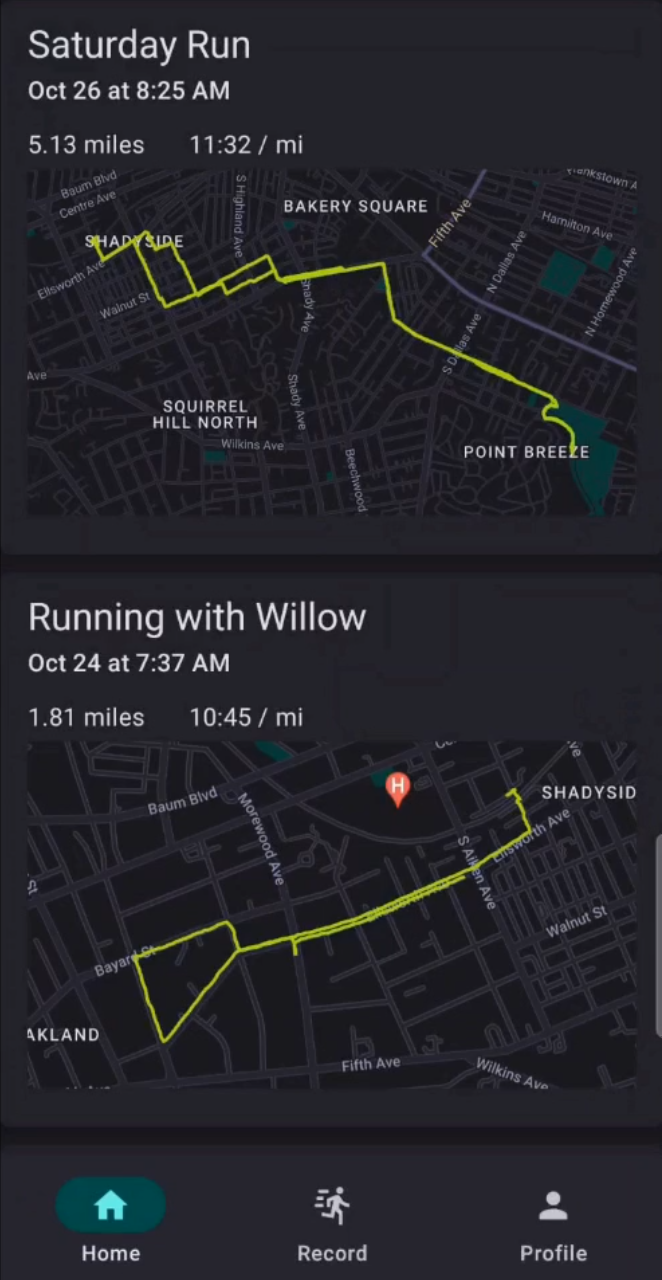 Saturday Run
Oct 26 at 8:25 AM
5.13 miles 11:32 / mi
Baum Blvd
Centre Ave
S Highland Ave
BAKERY SQUARE
Fifth Ave
Hamilton Ave
SHADYSIDE
Ellsworth Ave
Walnut St
N Dallas Ave
N Homewood Ave
Shady Ave
S Dallas Ave
Ave
Shady Ave
SQUIRREL
HILL NORTH
Wilkins Ave
Beechwood
POINT BREEZE
Running with Willow
Oct 24 at 7:37 AM
1.81 miles 10:45 / mi
H
Baum Blvd
Morewood Ave
SHADYSID
Ellsworth Ave
S Aiken Ave
Walnut St
St
Bayard St
AKLAND
Fifth Ave
Wilkins Ave
Home Record Profile